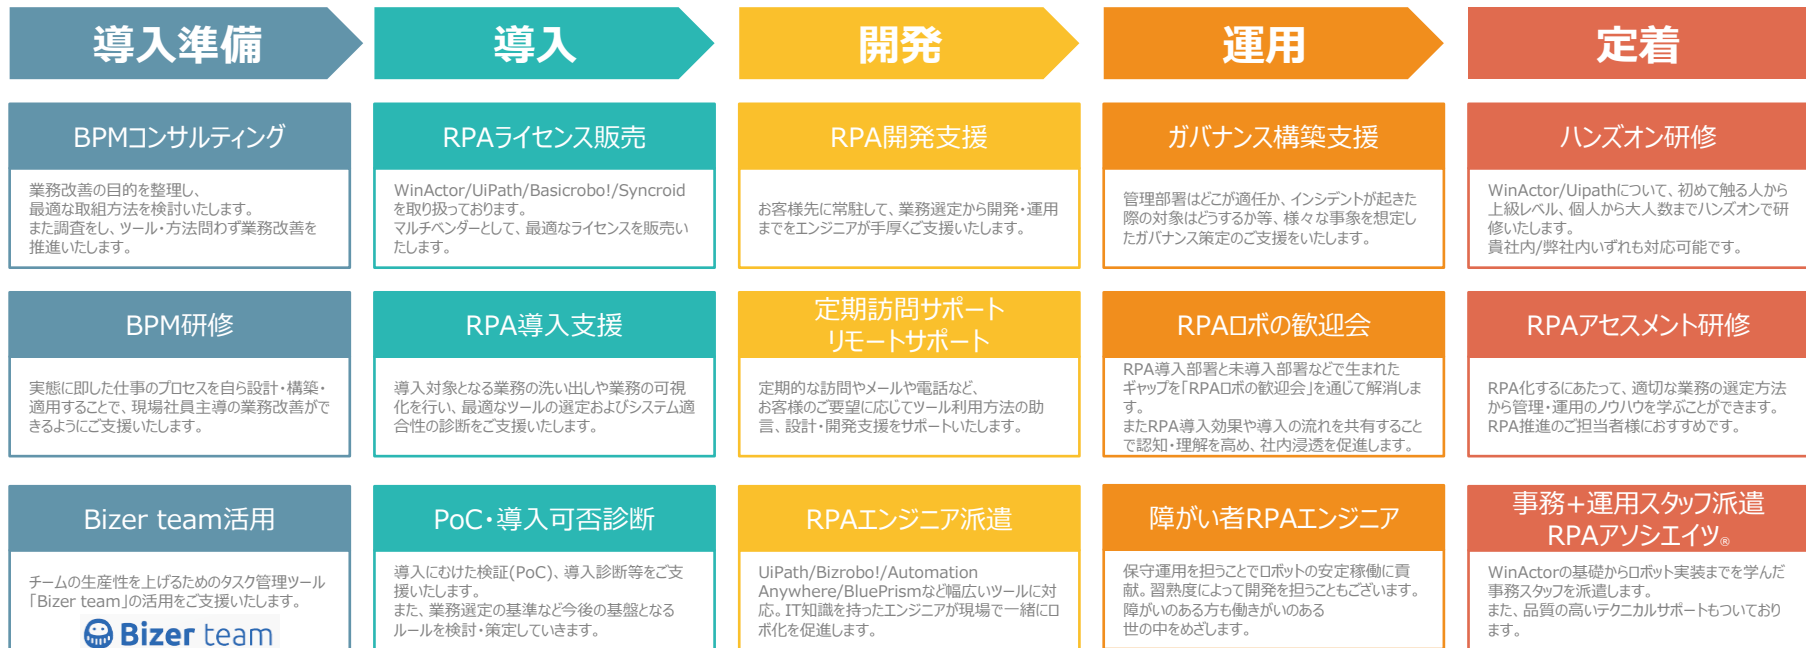 導入準備
導入
開発
運用
定着
BPMコンサルティング
業務改善の目的を整理し、
最適な取組方法を検討いたします。
また調査をし、ツール・方法問わず業務改善を
推進いたします。
RPAライセンス販売
WinActor/UiPath/Basicrobo!/Syncroid
を取り扱っております。
マルチベンダーとして、最適なライセンスを販売い
たします。
RPA開発支援
お客様先に常駐して、業務選定から開発・運用
までをエンジニアが手厚くご支援いたします。
ガバナンス構築支援
管理部署はどこが適任か、インシデントが起きた
際の対象はどうするか等、様々な事象を想定し
たガバナンス策定のご支援をいたします。
ハンズオン研修
WinActor/Uipathについて、初めて触る人から
上級レベル、個人から大人数までハンズオンで研
修いたします。
貴社内/弊社内いずれも対応可能です。
BPM研修
実態に即した仕事のプロセスを自ら設計・構築・
適用することで、現場社員主導の業務改善がで
きるようにご支援いたします。
RPA導入支援
導入対象となる業務の洗い出しや業務の可視
化を行い、最適なツールの選定およびシステム適
合性の診断をご支援いたします。
定期訪問サポート
リモートサポート
定期的な訪問やメールや電話など、
お客様のご要望に応じてツール利用方法の助
言、設計・開発支援をサポートいたします。
RPAロボの歓迎会
RPA導入部署と未導入部署などで生まれた
ギャップを「RPAロボの歓迎会」を通じて解消しま
す。
またRPA導入効果や導入の流れを共有すること
で認知・理解を高め、社内浸透を促進します。
RPAアセスメント研修
RPA化するにあたって、適切な業務の選定方法
から管理・運用のノウハウを学ぶことができます。
RPA推進のご担当者様におすすめです。
Bizer team活用
チームの生産性を上げるためのタスク管理ツール
「Bizer team」の活用をご支援いたします。
Bizer team
PoC・導入可否診断
導入にむけた検証(PoC)、導入診断等をご支
援いたします。
また、業務選定の基準など今後の基盤となる
ルールを検討・策定していきます。
RPAエンジニア派遣
UiPath/Bizrobo!/Automation
Anywhere/BluePrismなど幅広いツールに対
応。IT知識を持ったエンジニアが現場で一緒にロ
ボ化を促進します。
障がい者RPAエンジニア
保守運用を担うことでロボットの安定稼働に貢
献。習熟度によって開発を担うこともございます。
障がいのある方も働きがいのある
世の中をめざします。
事務+運用スタッフ派遣
RPAアソシエイツ®
WinActorの基礎からロボット実装までを学んだ
事務スタッフを派遣します。
また、品質の高いテクニカルサポートもついており
ます。